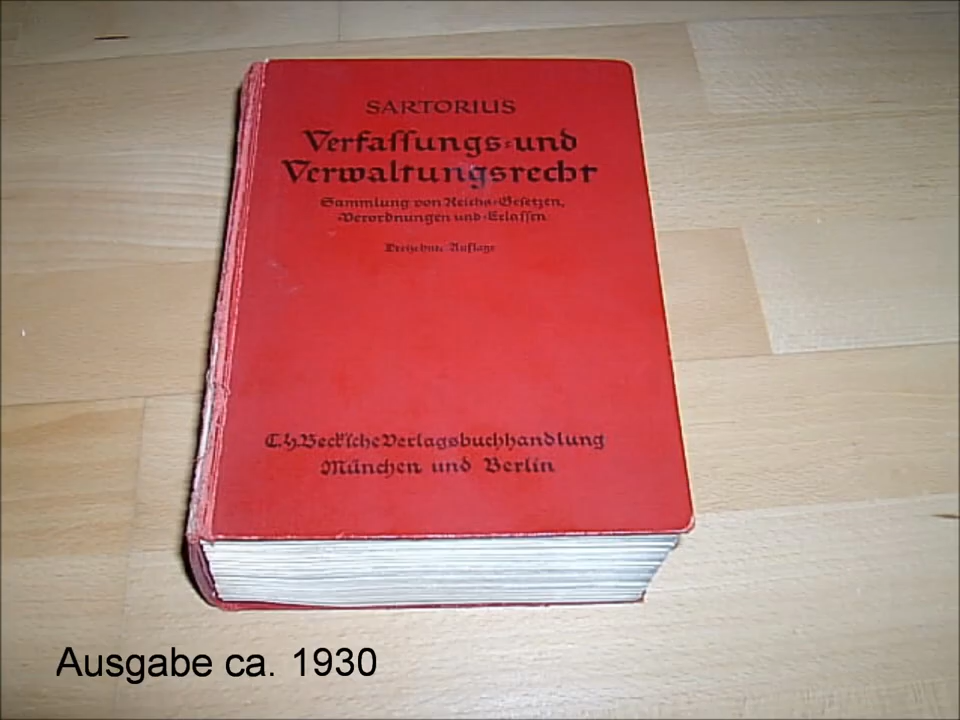 SARTORIUS
Verfassungs-und
Verwaltungsrecht
Sammlung von Reichs-Gesetzen,
Verordnungen und Erlassen
Dreizehnte Auflage
C.H.Beck'sche Verlagsbuchhandlung
München und Berlin
Ausgabe ca. 1930